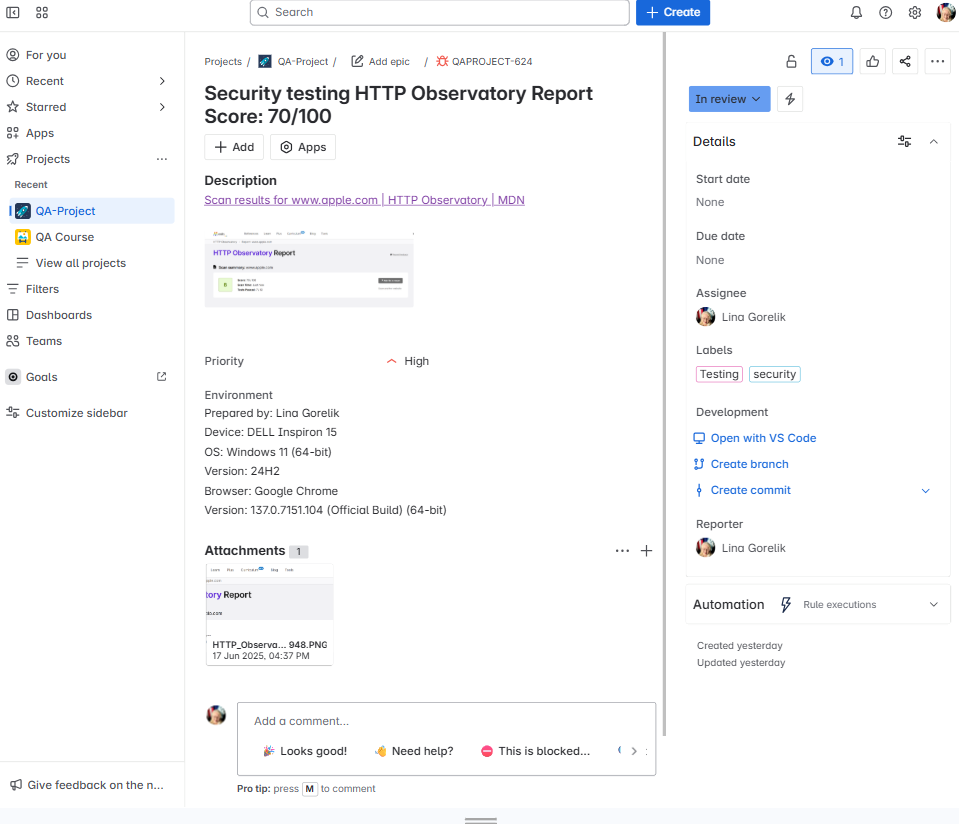 Search
Create
For you
Recent
Starred
Apps
Projects
Recent
QA-Project
QA Course
View all projects
Filters
Dashboards
Teams
Goals
Customize sidebar
Give feedback on the n...
Projects / QA-Project / Add epic / QAPROJECT-624
Security testing HTTP Observatory Report
Score: 70/100
Add Apps
Description
Scan results for www.apple.com | HTTP Observatory | MDN
HTTP Observatory Report
Priority High
Environment
Prepared by: Lina Gorelik
Device: DELL Inspiron 15
OS: Windows 11 (64-bit)
Version: 24H2
Browser: Google Chrome
Version: 137.0.7151.104 (Official Build) (64-bit)
Attachments 1
tory Report
HTTP_Observa... 948.PNG
17 Jun 2025, 04:37 PM
Add a comment...
Looks good! Need help? This is blocked...
Pro tip: press M to comment
1
In review
Details
Start date
None
Due date
None
Assignee
Lina Gorelik
Labels
Testing security
Development
Open with VS Code
Create branch
Create commit
Reporter
Lina Gorelik
Automation Rule executions
Created yesterday
Updated yesterday